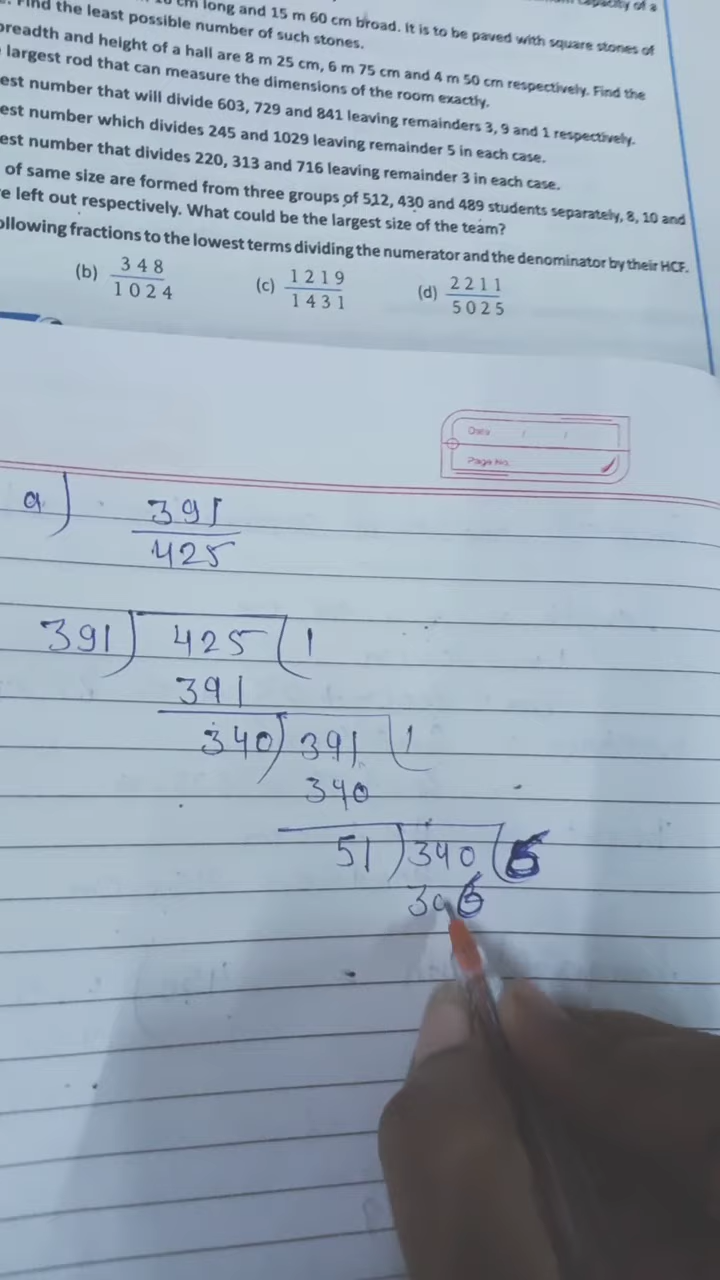 cm long and 15 m 60 cm broad. It is to be paved with square stones of
Find the least possible number of such stones.
breadth and height of a hall are 8 m 25 cm, 6 m 75 cm and 4 m 50 cm respectively. Find the
largest rod that can measure the dimensions of the room exactly.
est number that will divide 603, 729 and 841 leaving remainders 3, 9 and 1 respectively.
est number which divides 245 and 1029 leaving remainder 5 in each case.
est number that divides 220, 313 and 716 leaving remainder 3 in each case.
of same size are formed from three groups of 512, 430 and 489 students separately, 8, 10 and
e left out respectively. What could be the largest size of the team?
ollowing fractions to the lowest terms dividing the numerator and the denominator by their HCF.
(b) 348/1024 (c) 1219/1431 (d) 2211/5025
Date / /
Page No.
a) 391/425
391) 425 (1
391
340) 391 (1
340
51) 340 (6
306